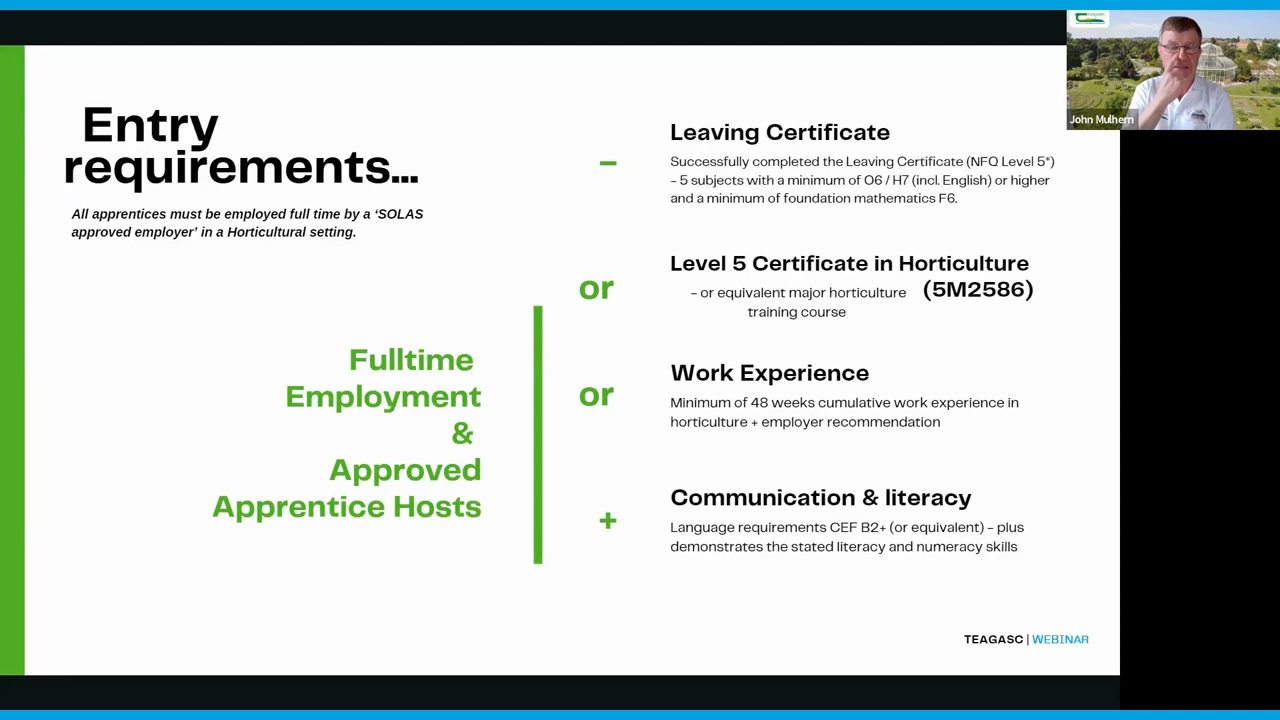 Entry
requirements...
All apprentices must be employed full time by a ‘SOLAS
approved employer’ in a Horticultural setting.
Fulltime
Employment
&
Approved
Apprentice Hosts
–
Leaving Certificate
Successfully completed the Leaving Certificate (NFQ Level 5*)
– 5 subjects with a minimum of O6 / H7 (incl. English) or higher
and a minimum of foundation mathematics F6.
or
Level 5 Certificate in Horticulture
– or equivalent major horticulture (5M2586)
training course
or
Work Experience
Minimum of 48 weeks cumulative work experience in
horticulture + employer recommendation
+
Communication & literacy
Language requirements CEF B2+ (or equivalent) – plus
demonstrates the stated literacy and numeracy skills
TEAGASC | WEBINAR
John Mulhern